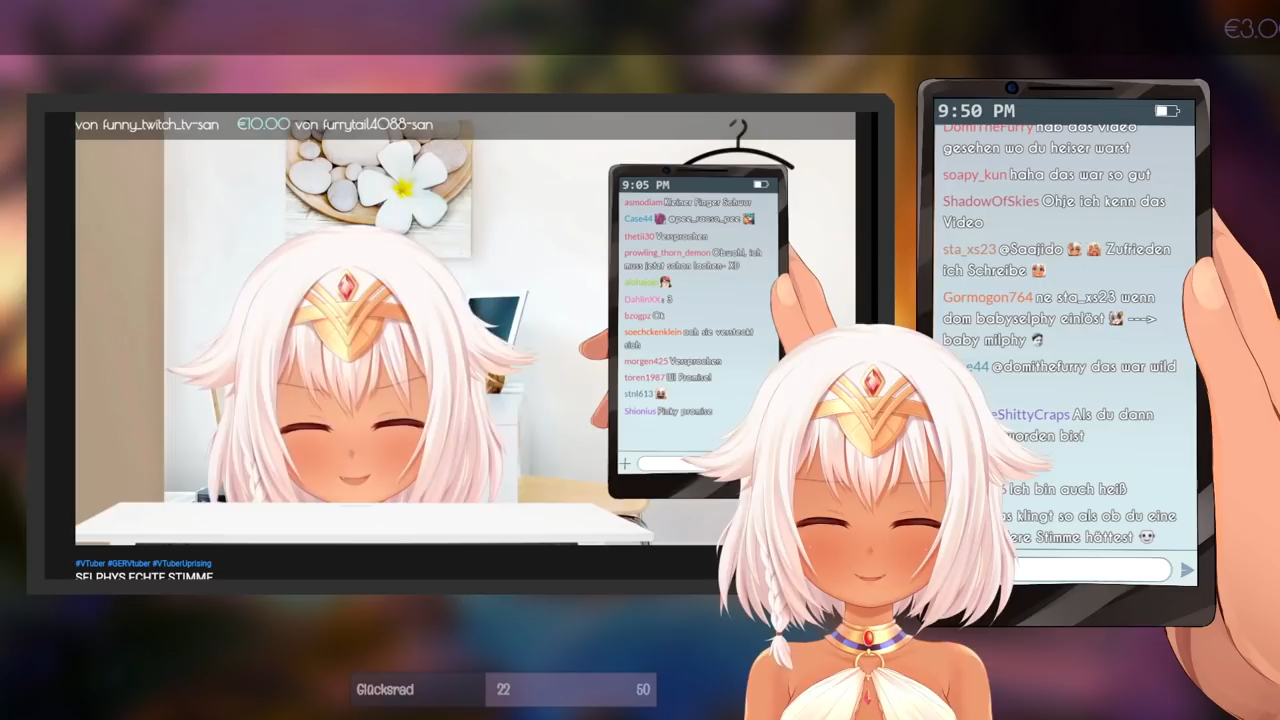 €3.0
von funny_twitch_tv-san €10.00 von furrytail4088-san
9:05 PM
asmodiam Kleiner Finger Schwur
Case44 @pee_raoso_pee
thetii30 Versprochen
prowling_thorn_demon Obwohl, ich
muss jetzt schon lachen- XD
DahlinXX : 3
bzogpz Ok
soechckenklein och sie versteckt
sich
morgen425 Versprochen
toren1987 Ui Promise!
stnl613
Shionius Pinky promise
#VTuber #GERVtuber #VTuberUprising
SELPHYS ECHTE STIMME
9:50 PM
DomiTheFurry hab das video
gesehen wo du heiser warst
soapy_kun haha das war so gut
ShadowOfSkies Ohje ich kenn das
Video
sta_xs23 @Saajido Zufrieden
ich Schreibe
Gormogon764 ne sta_xs23 wenn
dom babyselphy einlöst --->
baby milphy
e44 @domithefurry das war wild
eShittyCraps Als du dann
worden bist
Ich bin auch heiß
s klingt so als ob du eine
ere Stimme hättest
Glücksrad 22 50